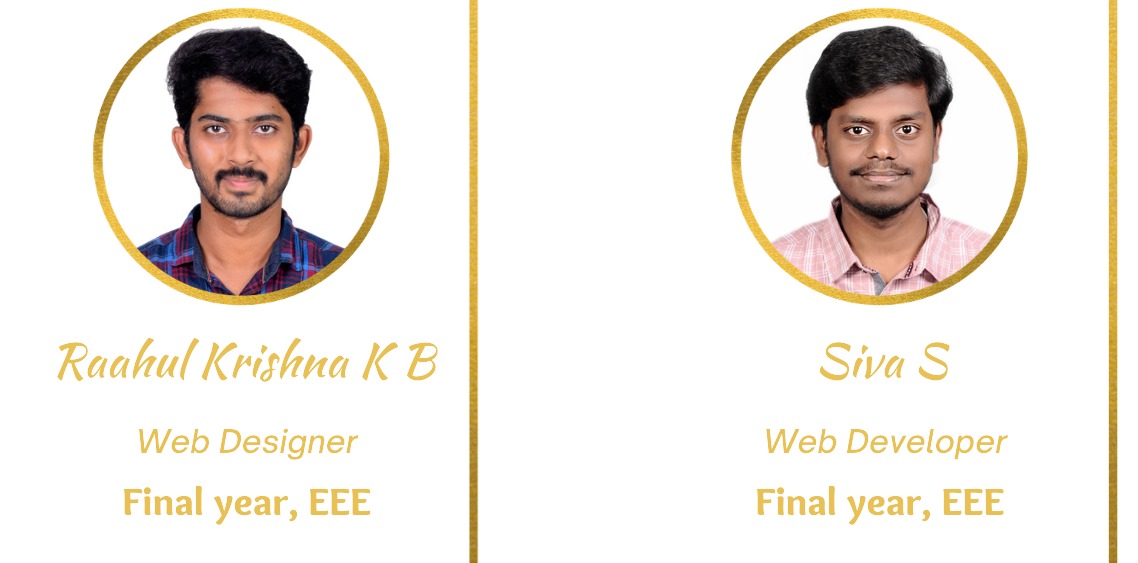 Raahul Krishna K B
Web Designer
Final year, EEE
Siva S
Web Developer
Final year, EEE